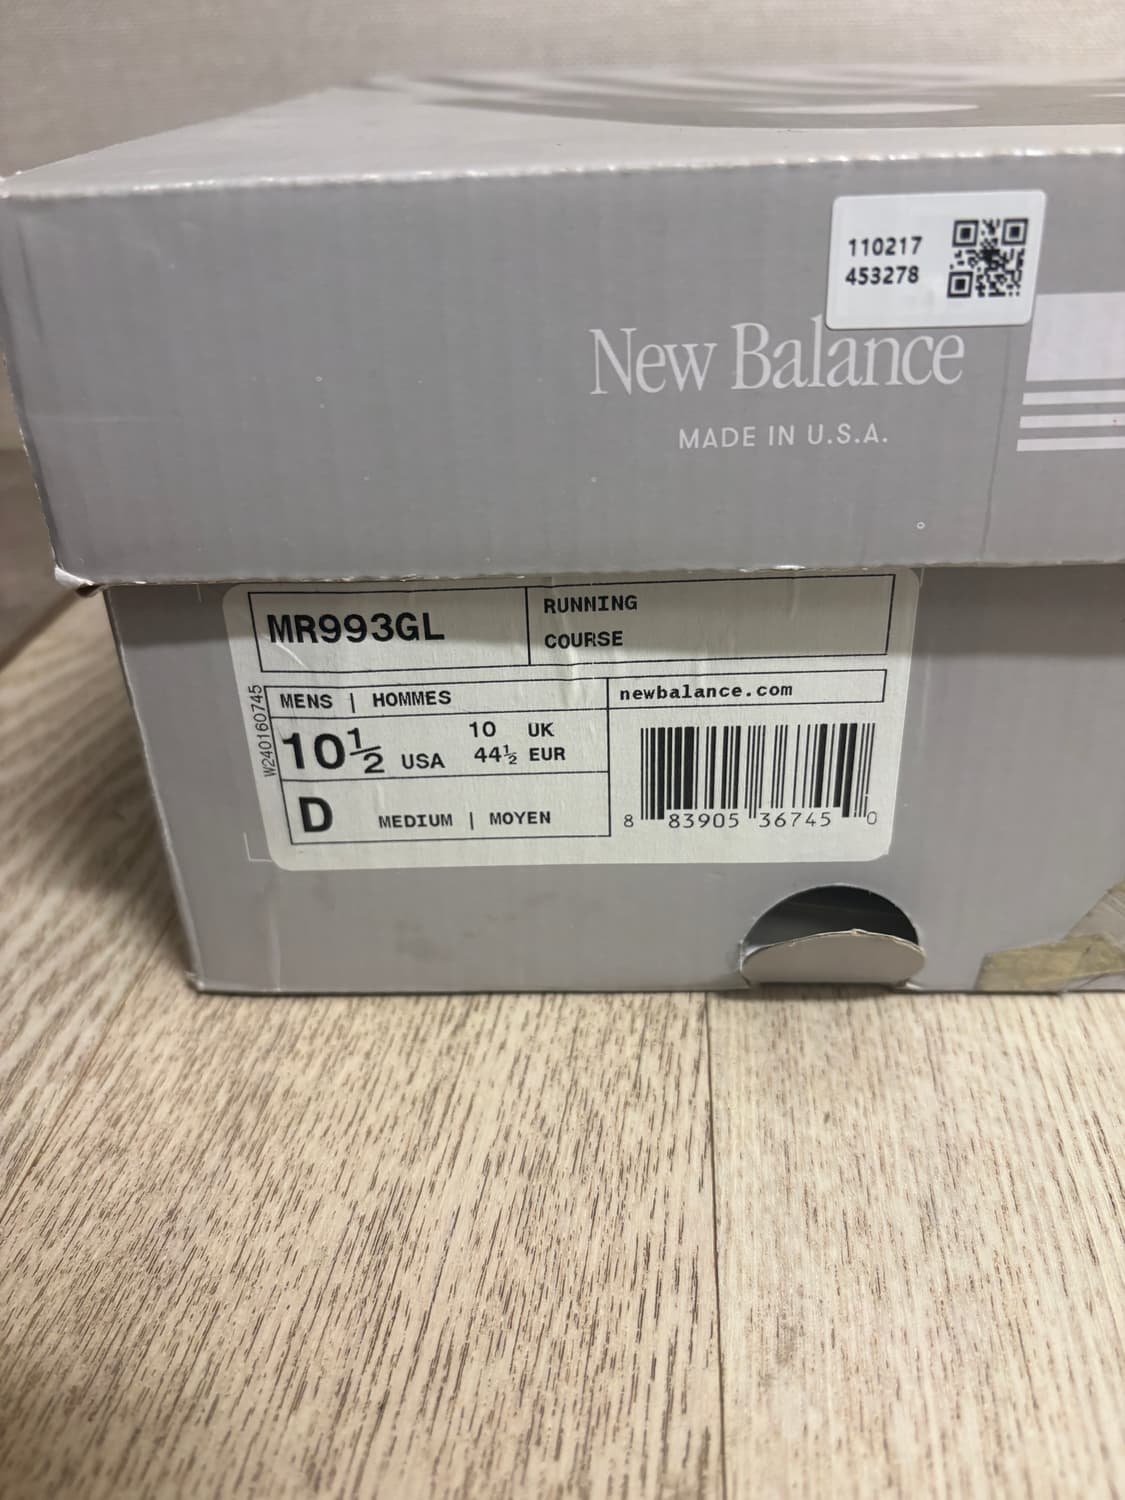 110217
453278
New Balance
MADE IN U.S.A.
MR993GL
RUNNING
COURSE
W240160745
MENS | HOMMES
newbalance.com
10½ USA
10 UK
44½ EUR
D MEDIUM | MOYEN
8 83905 36745 0